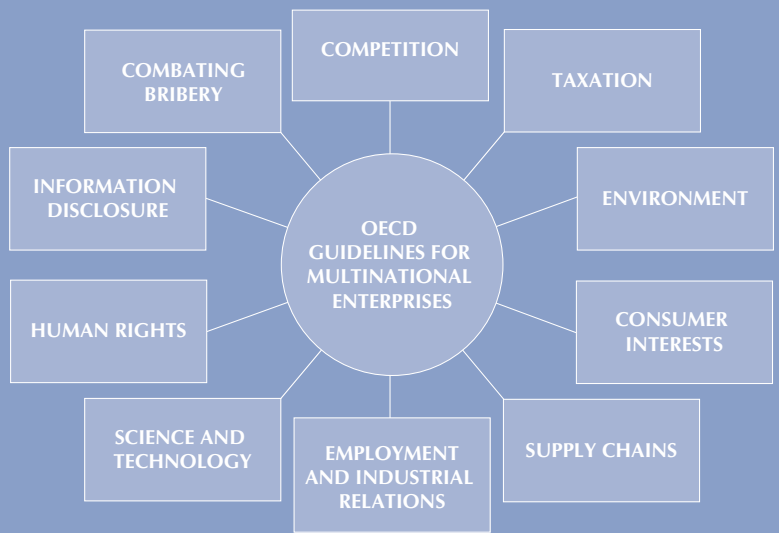 COMPETITION
COMBATING
BRIBERY
TAXATION
INFORMATION
DISCLOSURE
ENVIRONMENT
OECD
GUIDELINES FOR
MULTINATIONAL
ENTERPRISES
HUMAN RIGHTS
CONSUMER
INTERESTS
SCIENCE AND
TECHNOLOGY
EMPLOYMENT
AND INDUSTRIAL
RELATIONS
SUPPLY CHAINS